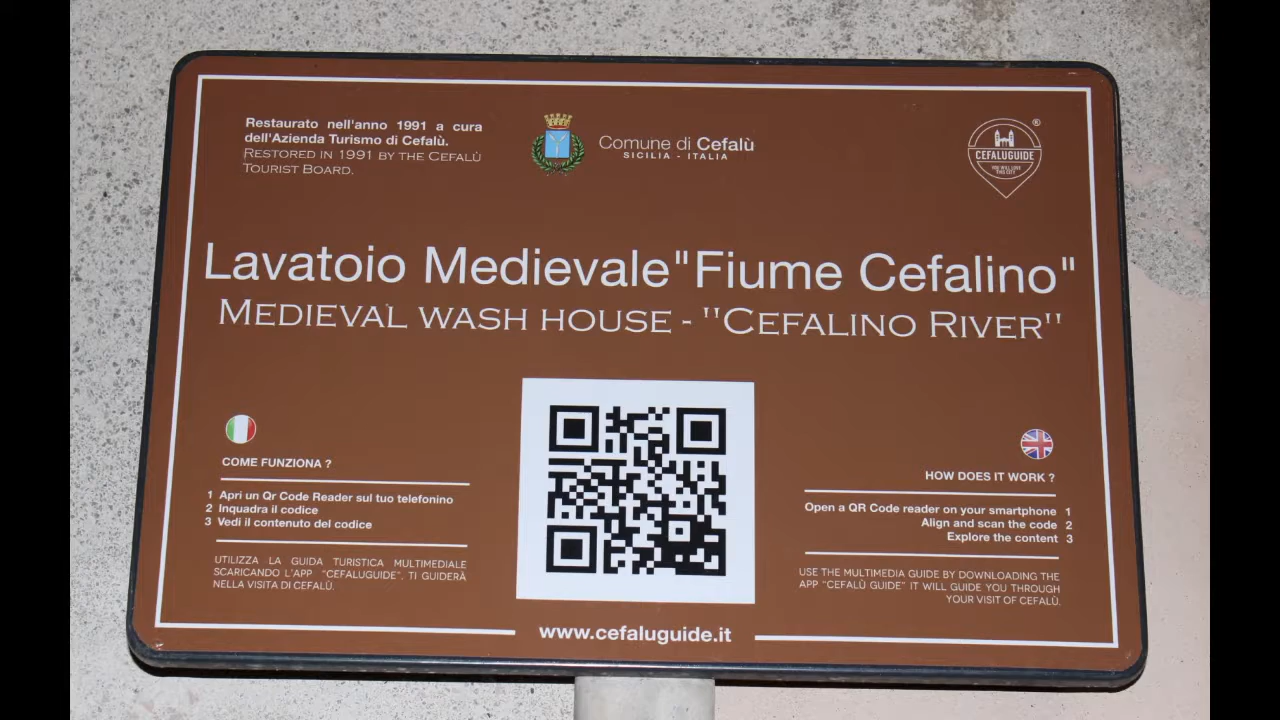 Restaurato nell'anno 1991 a cura
dell'Azienda Turismo di Cefalù.
RESTORED IN 1991 BY THE CEFALÙ
TOURIST BOARD.
Comune di Cefalù
SICILIA - ITALIA
®
CEFALUGUIDE
YOU WILL LOVE
THIS CITY
Lavatoio Medievale "Fiume Cefalino"
MEDIEVAL WASH HOUSE - "CEFALINO RIVER"
COME FUNZIONA ?
1 Apri un Qr Code Reader sul tuo telefonino
2 Inquadra il codice
3 Vedi il contenuto del codice
UTILIZZA LA GUIDA TURISTICA MULTIMEDIALE
SCARICANDO L'APP "CEFALUGUIDE". TI GUIDERÀ
NELLA VISITA DI CEFALÙ.
HOW DOES IT WORK ?
Open a QR Code reader on your smartphone 1
Align and scan the code 2
Explore the content 3
USE THE MULTIMEDIA GUIDE BY DOWNLOADING THE
APP "CEFALÙ GUIDE" IT WILL GUIDE YOU THROUGH
YOUR VISIT OF CEFALÙ.
www.cefaluguide.it